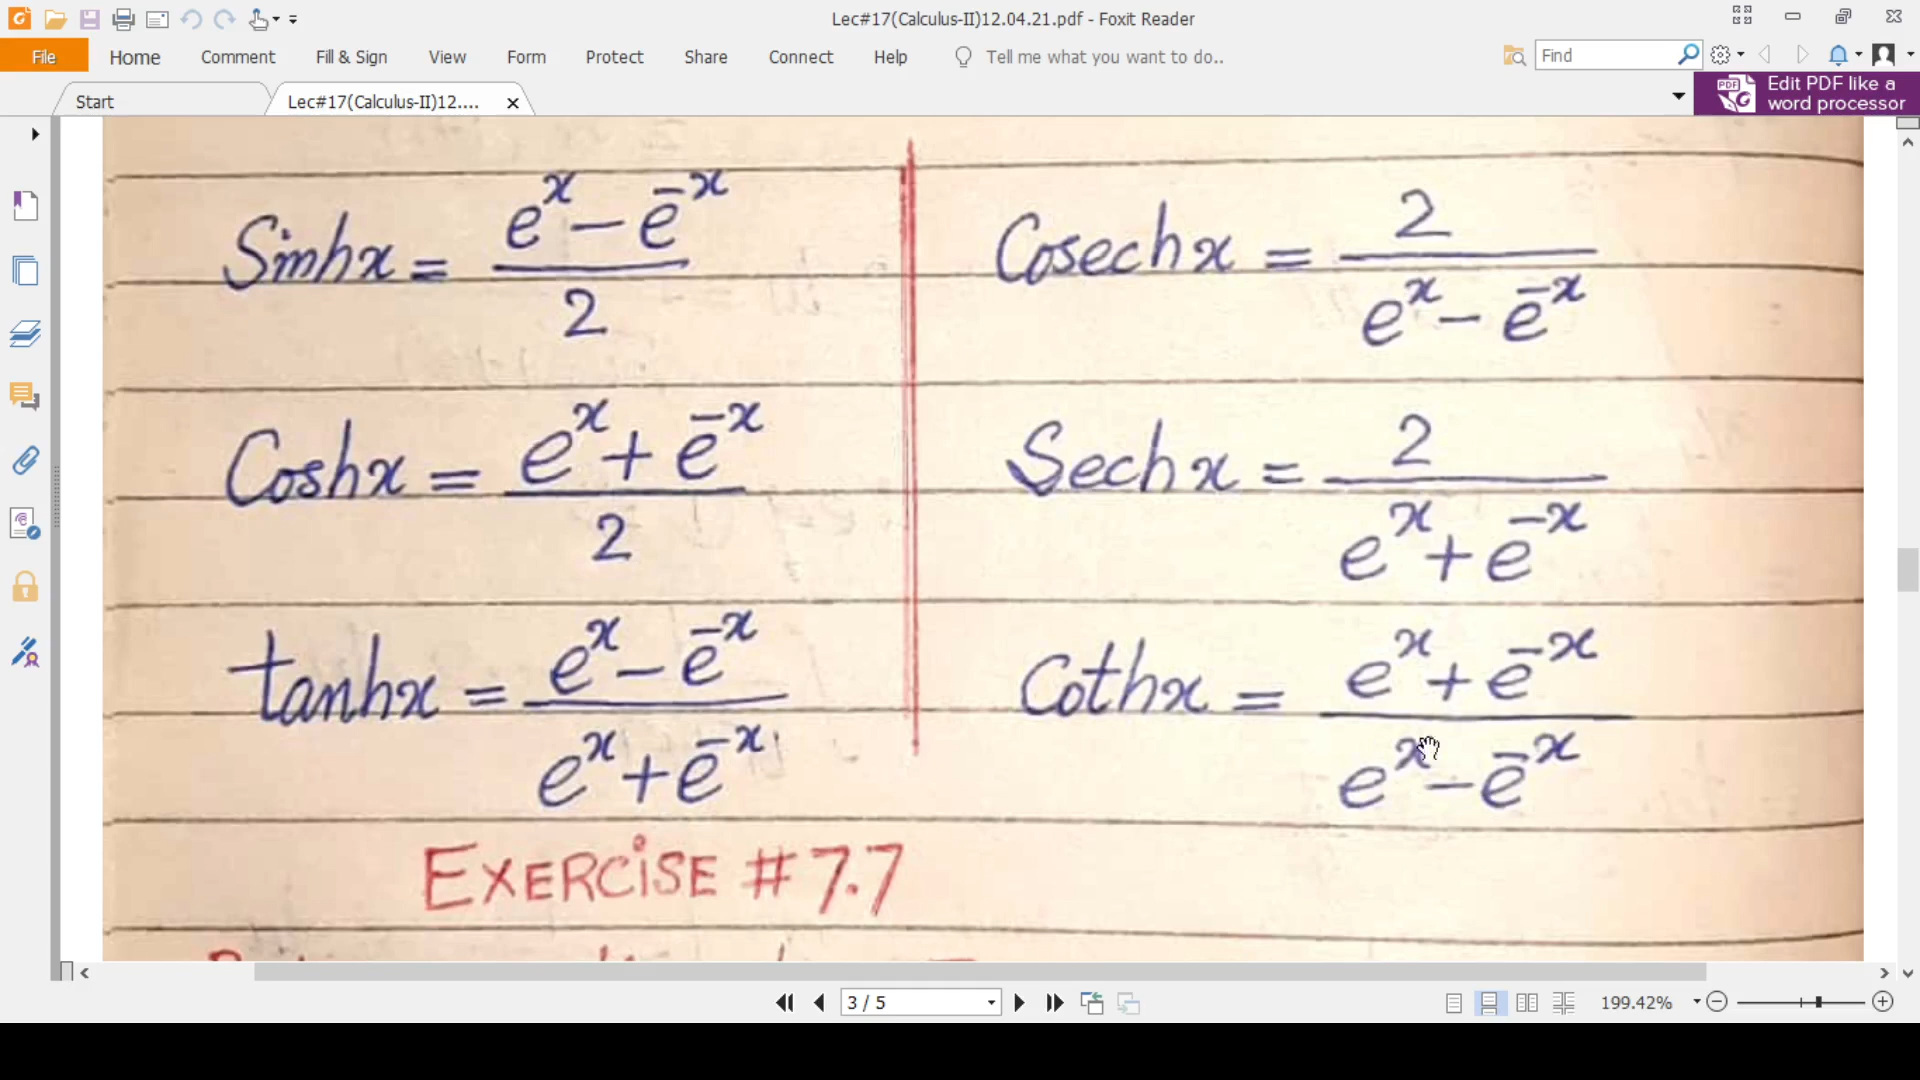 Lec#17(Calculus-II)12.04.21.pdf - Foxit Reader
File Home Comment Fill & Sign View Form Protect Share Connect Help Tell me what you want to do.. Find
Start Lec#17(Calculus-II)12.... Edit PDF like a
word processor
Sinhx = (e^x - e^-x)/2
Cosechx = 2/(e^x - e^-x)
Coshx = (e^x + e^-x)/2
Sechx = 2/(e^x + e^-x)
tanhx = (e^x - e^-x)/(e^x + e^-x)
Cothx = (e^x + e^-x)/(e^x - e^-x)
EXERCiSE # 7.7
3 / 5 199.42%